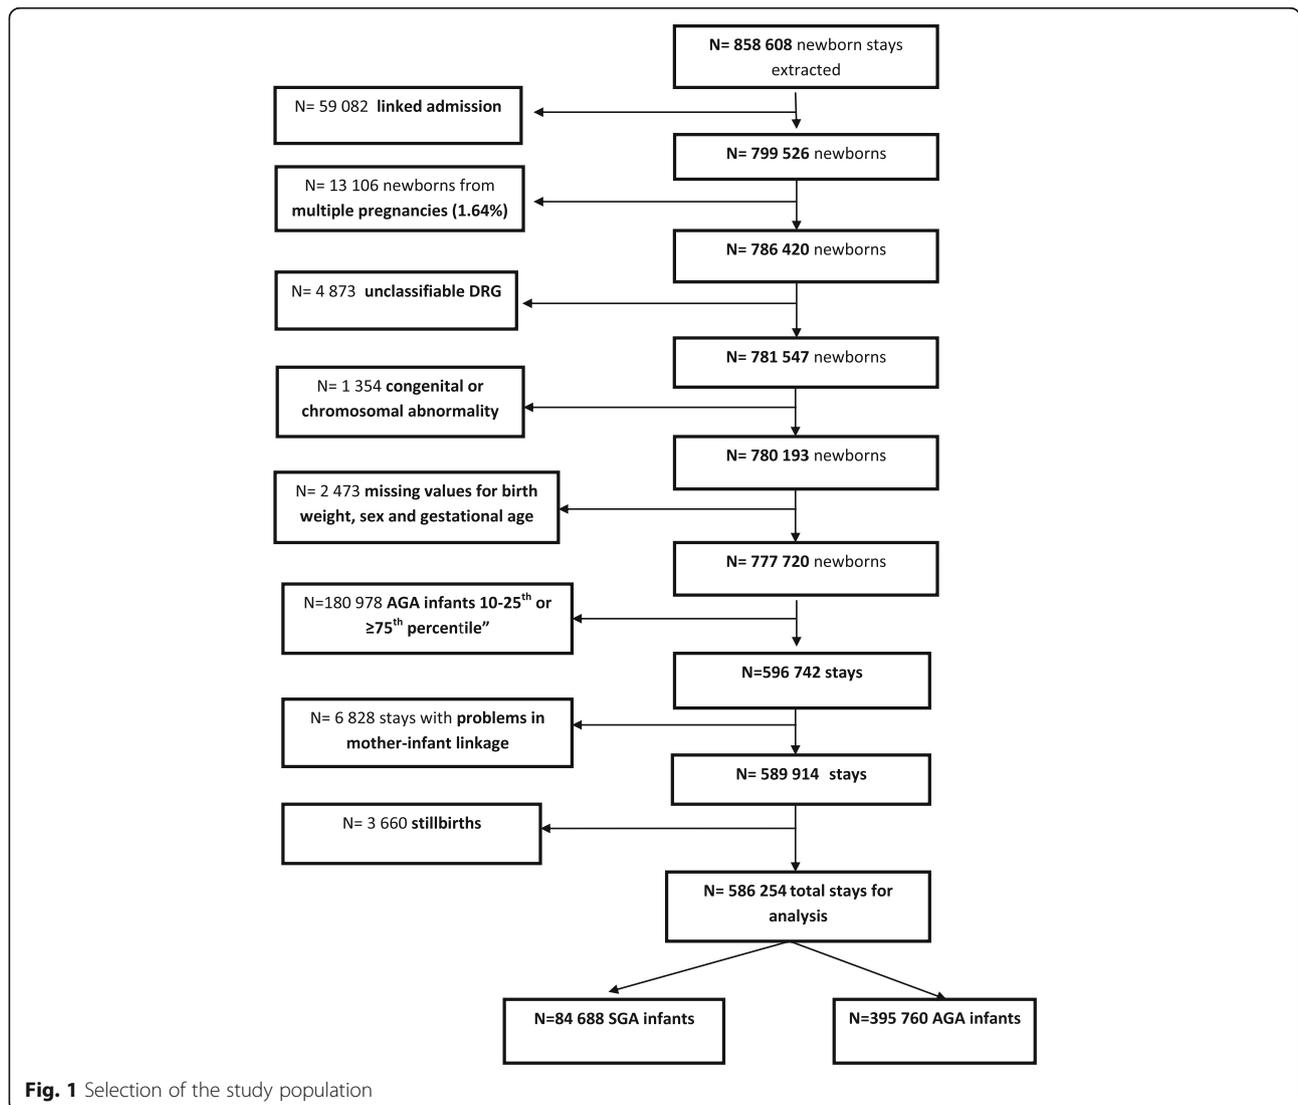 N= 858 608 newborn stays
extracted
N= 59 082 linked admission
N= 799 526 newborns
N= 13 106 newborns from
multiple pregnancies (1.64%)
N= 786 420 newborns
N= 4 873 unclassifiable DRG
N= 781 547 newborns
N= 1 354 congenital or
chromosomal abnormality
N= 780 193 newborns
N= 2 473 missing values for birth
weight, sex and gestational age
N= 777 720 newborns
N=180 978 AGA infants 10-25th or
≥75th percentile”
N=596 742 stays
N= 6 828 stays with problems in
mother-infant linkage
N= 589 914 stays
N= 3 660 stillbirths
N= 586 254 total stays for
analysis
N=84 688 SGA infants
N=395 760 AGA infants
Fig. 1 Selection of the study population